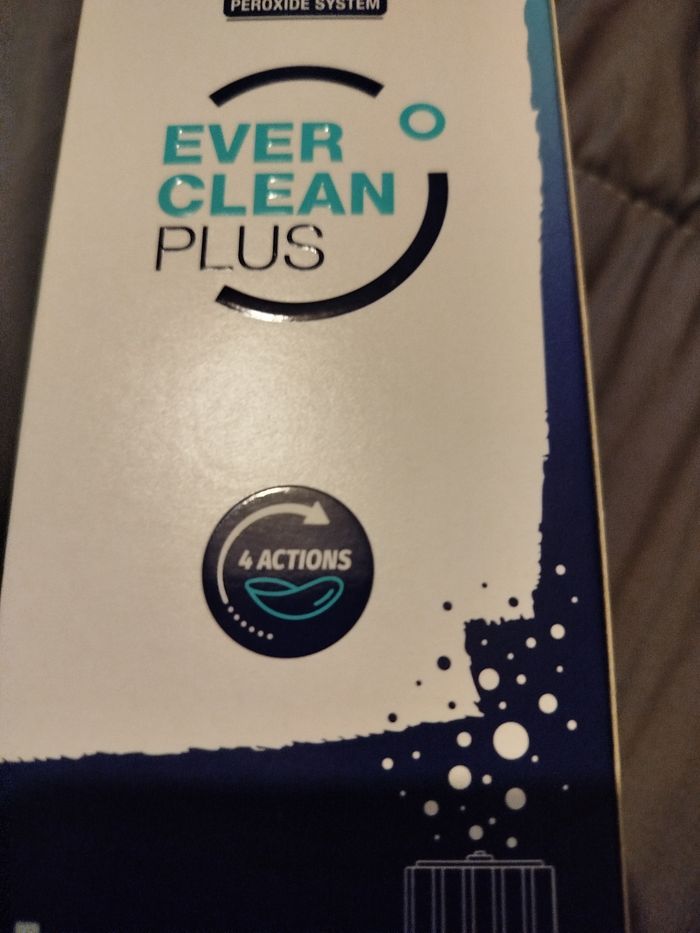 PEROXIDE SYSTEM
EVER
CLEAN
PLUS
4 ACTIONS